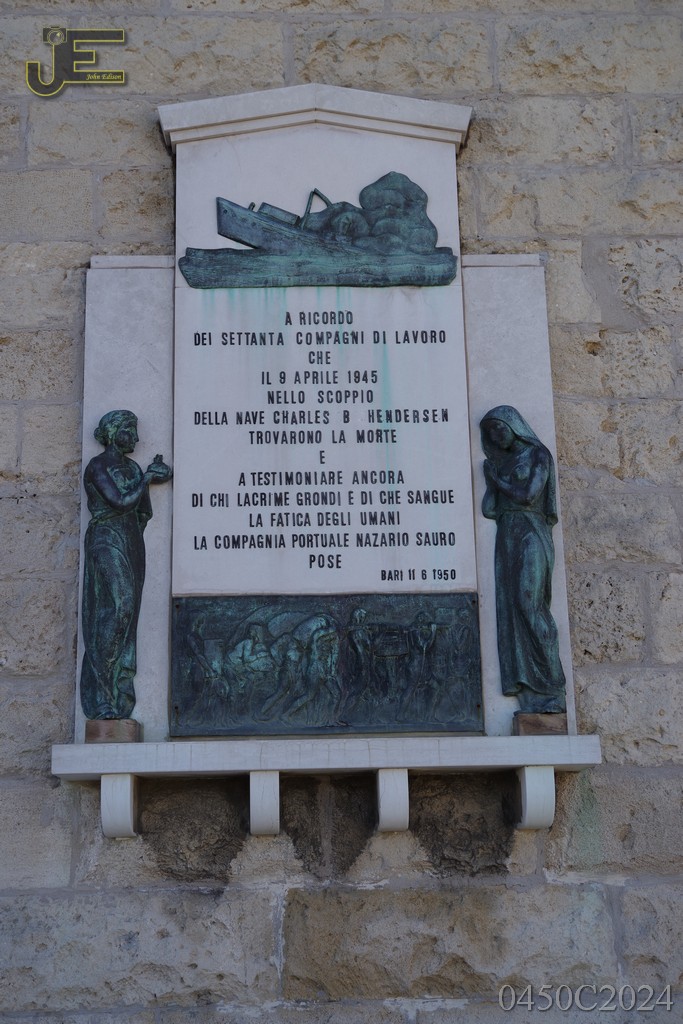 JE
John Edison
A RICORDO
DEI SETTANTA COMPAGNI DI LAVORO
CHE
IL 9 APRILE 1945
NELLO SCOPPIO
DELLA NAVE CHARLES B HENDERSEN
TROVARONO LA MORTE
E
A TESTIMONIARE ANCORA
DI CHI LACRIME GRONDI E DI CHE SANGUE
LA FATICA DEGLI UMANI
LA COMPAGNIA PORTUALE NAZARIO SAURO
POSE
BARI 11 6 1950
0450C2024